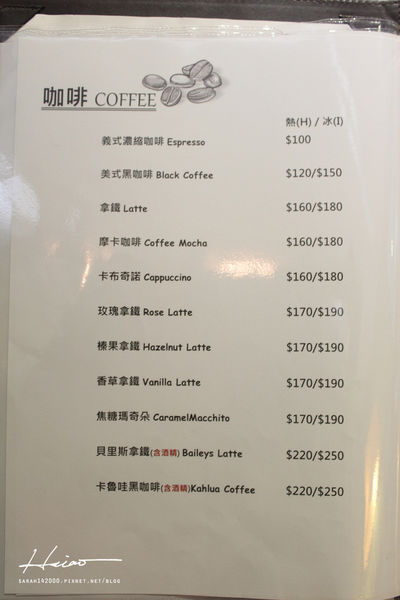 咖啡 COFFEE
熱(H) / 冰(I)
義式濃縮咖啡 Espresso $100
美式黑咖啡 Black Coffee $120/$150
拿鐵 Latte $160/$180
摩卡咖啡 Coffee Mocha $160/$180
卡布奇諾 Cappuccino $160/$180
玫瑰拿鐵 Rose Latte $170/$190
榛果拿鐵 Hazelnut Latte $170/$190
香草拿鐵 Vanilla Latte $170/$190
焦糖瑪奇朵 CaramelMacchito $170/$190
貝里斯拿鐵(含酒精) Baileys Latte $220/$250
卡魯哇黑咖啡(含酒精)Kahlua Coffee $220/$250
Hsiao
SARAH142000.PIXNET.NET/BLOG